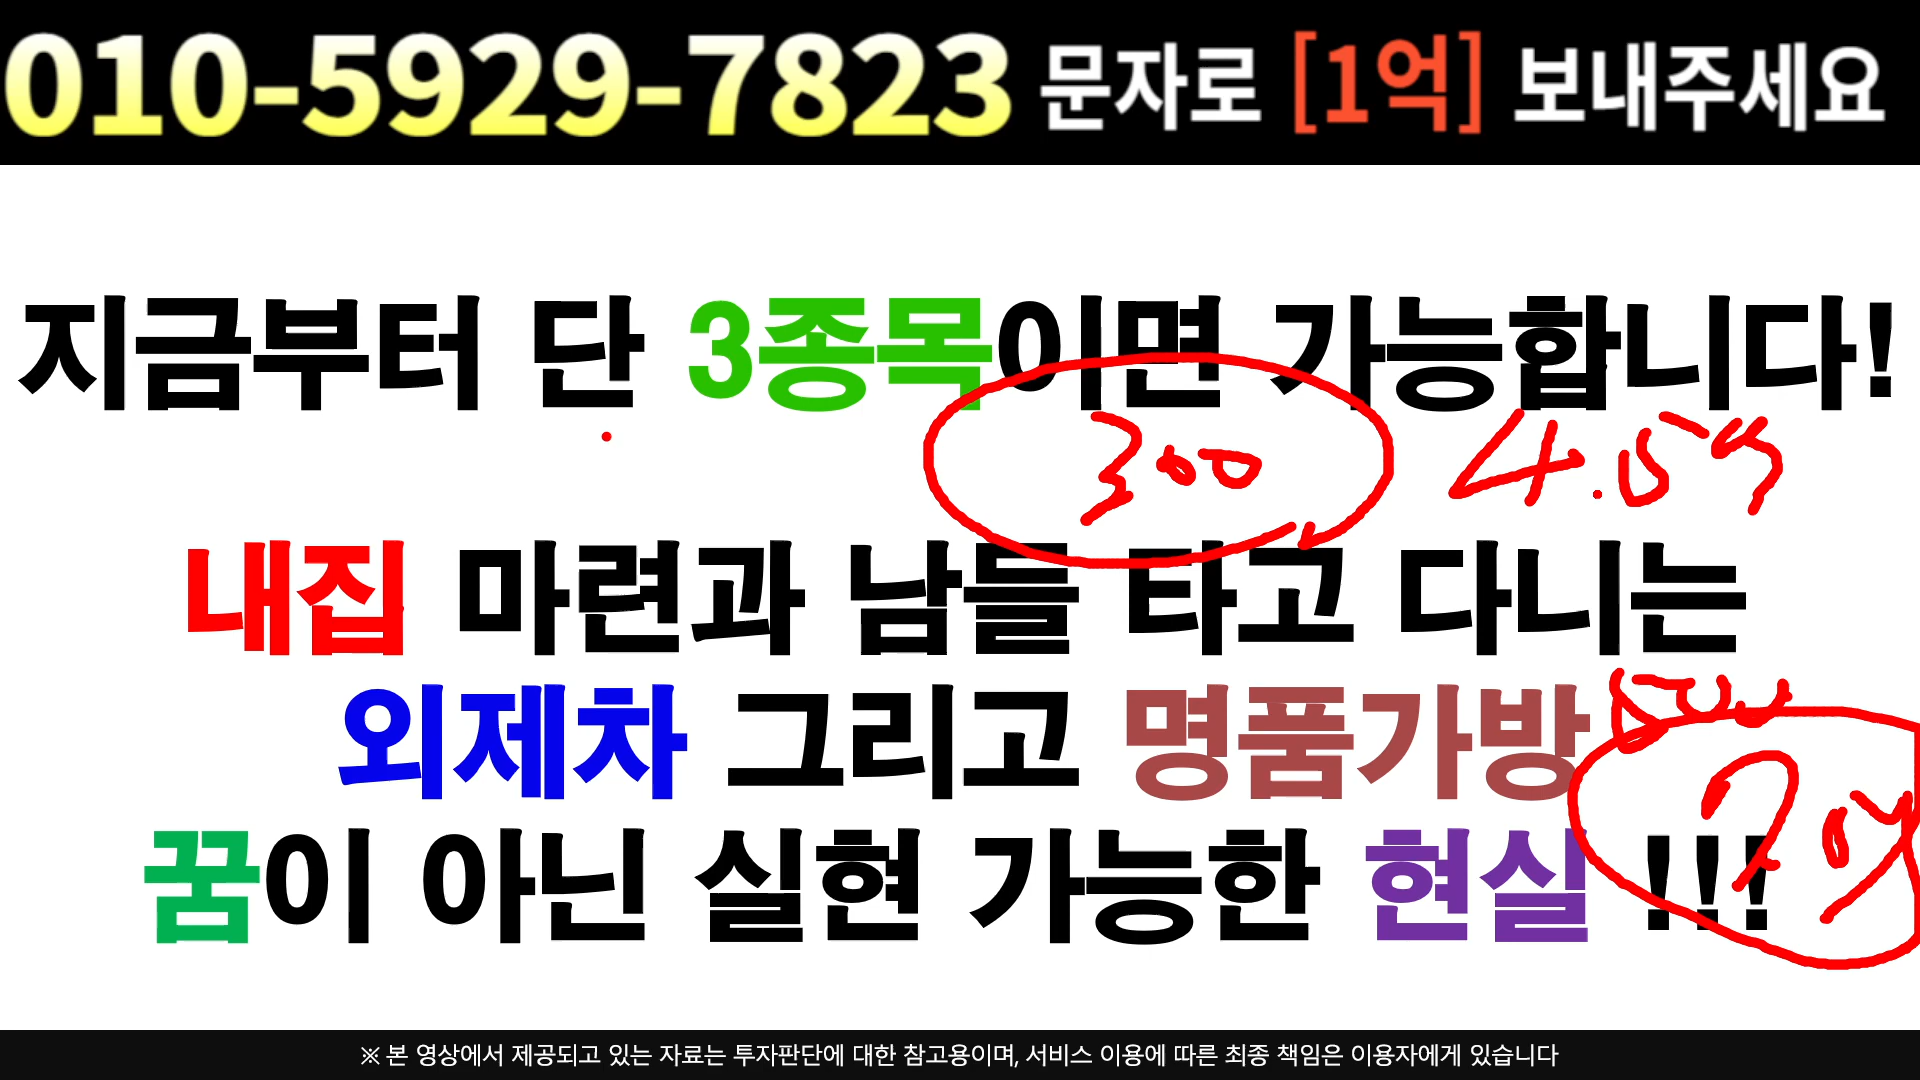 010-5929-7823 문자로 [1억] 보내주세요
지금부터 단 3종목이면 가능합니다!
300
내집 마련과 남들 타고 다니는
외제차 그리고 명품가방
꿈이 아닌 실현 가능한 현실 !!!
※ 본 영상에서 제공되고 있는 자료는 투자판단에 대한 참고용이며, 서비스 이용에 따른 최종 책임은 이용자에게 있습니다